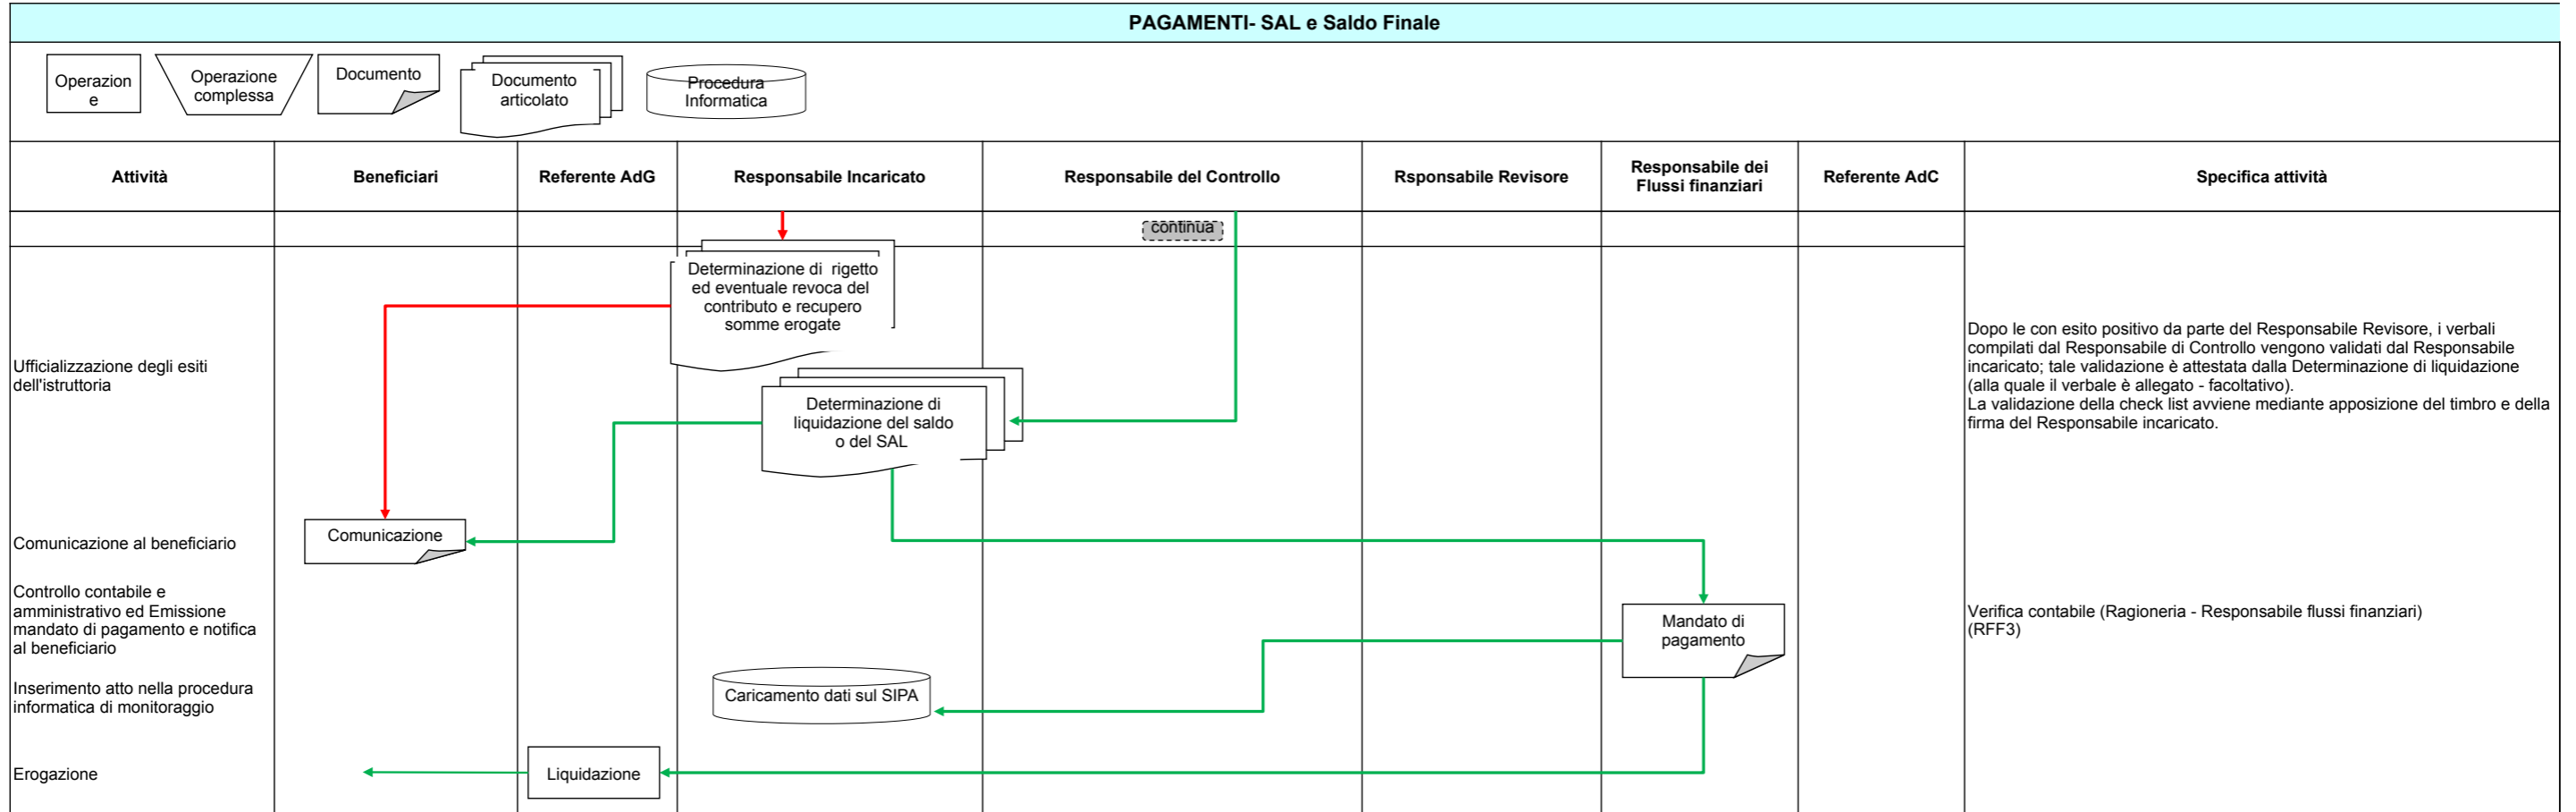 PAGAMENTI- SAL e Saldo Finale
Operazion
e
Operazione
complessa
Documento
Documento
articolato
Procedura
Informatica
Attività
Beneficiari
Referente AdG
Responsabile Incaricato
Responsabile del Controllo
Rsponsabile Revisore
Responsabile dei
Flussi finanziari
Referente AdC
Specifica attività
continua
Determinazione di  rigetto
ed eventuale revoca del
contributo e recupero
somme erogate
Ufficializzazione degli esiti
dell'istruttoria
Determinazione di
liquidazione del saldo
o del SAL
Dopo le con esito positivo da parte del Responsabile Revisore, i verbali
compilati dal Responsabile di Controllo vengono validati dal Responsabile
incaricato; tale validazione è attestata dalla Determinazione di liquidazione
(alla quale il verbale è allegato - facoltativo).
La validazione della check list avviene mediante apposizione del timbro e della
firma del Responsabile incaricato.
Comunicazione al beneficiario
Comunicazione
Controllo contabile e
amministrativo ed Emissione
mandato di pagamento e notifica
al beneficiario
Mandato di
pagamento
Verifica contabile (Ragioneria - Responsabile flussi finanziari)
(RFF3)
Inserimento atto nella procedura
informatica di monitoraggio
Caricamento dati sul SIPA
Erogazione
Liquidazione